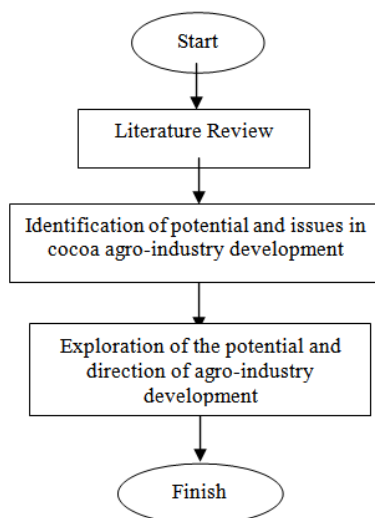 Start
Literature Review
Identification of potential and issues in
cocoa agro-industry development
Exploration of the potential and
direction of agro-industry
development
Finish